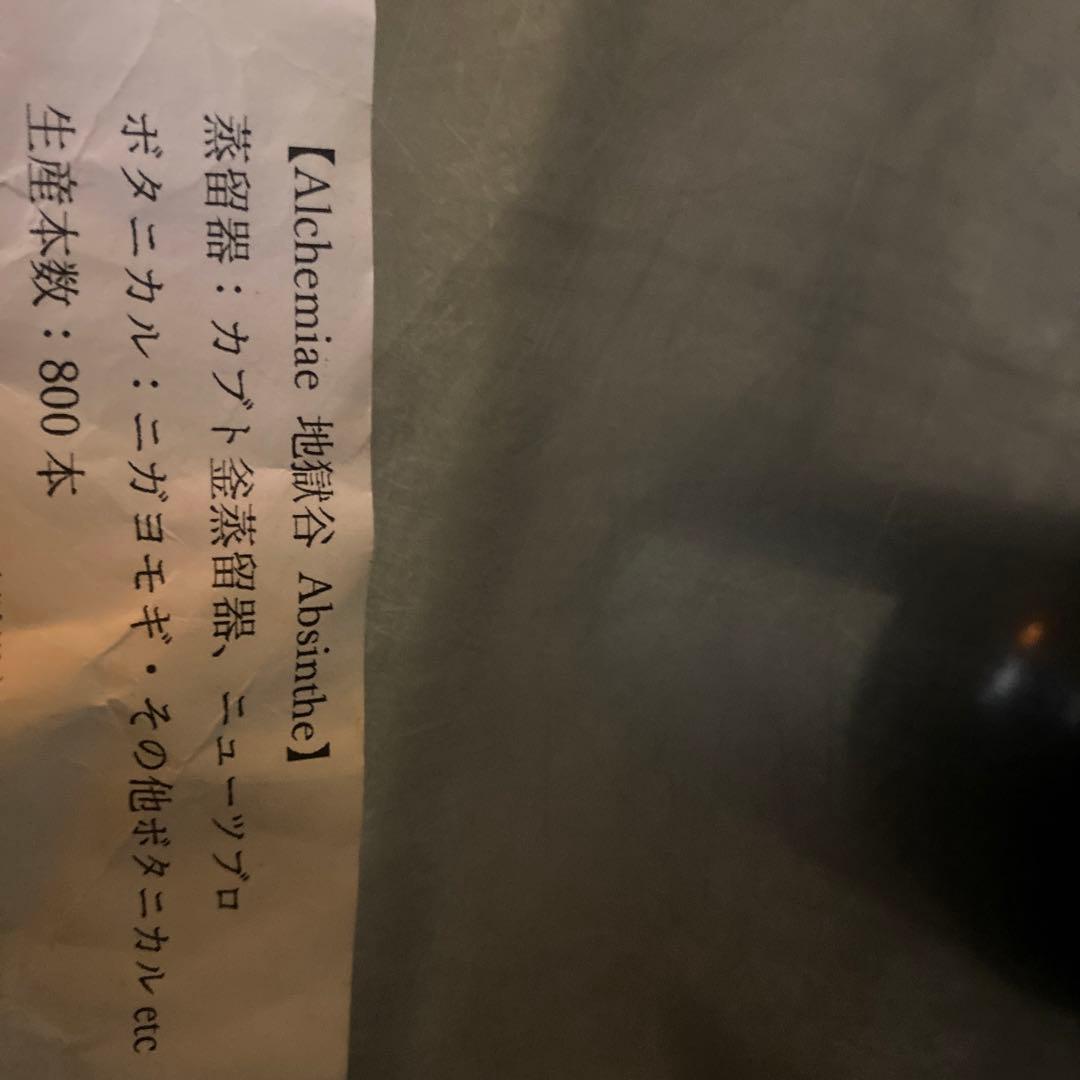 【Alchemiae 地獄谷 Absinthe】
蒸留器：カブト釜蒸留器、ニューツブロ
ボタニカル：ニガヨモギ・その他ボタニカル etc
生産本数：800 本